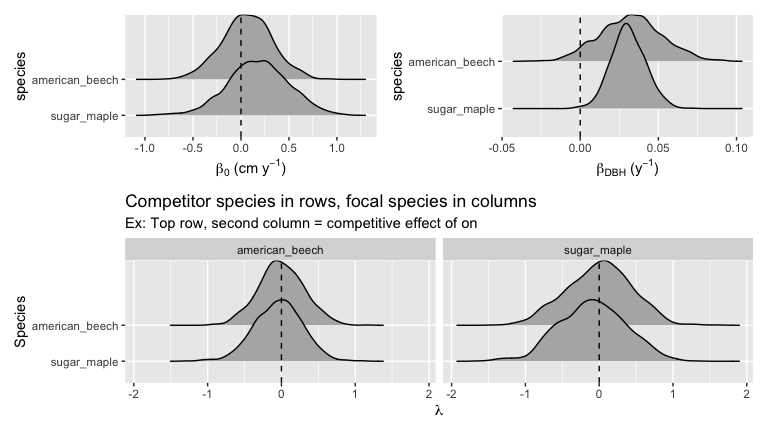 species
american_beech
sugar_maple
-1.0 -0.5 0.0 0.5 1.0
β₀ (cm y⁻¹)
species
american_beech
sugar_maple
-0.05 0.00 0.05 0.10
β_DBH (y⁻¹)
Competitor species in rows, focal species in columns
Ex: Top row, second column = competitive effect of on
american_beech sugar_maple
Species
american_beech
sugar_maple
-2 -1 0 1 2 -2 -1 0 1 2
λ